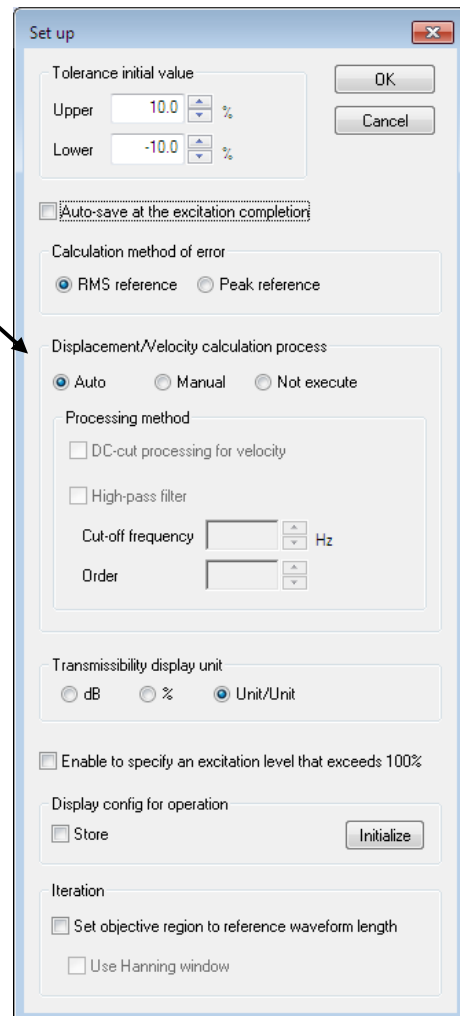 Set up
Tolerance initial value
OK
Upper 10.0 %
Cancel
Lower -10.0 %
Auto-save at the excitation completion
Calculation method of error
RMS reference Peak reference
Displacement/Velocity calculation process
Auto Manual Not execute
Processing method
DC-cut processing for velocity
High-pass filter
Cut-off frequency Hz
Order
Transmissibility display unit
dB % Unit/Unit
Enable to specify an excitation level that exceeds 100%
Display config for operation
Store Initialize
Iteration
Set objective region to reference waveform length
Use Hanning window